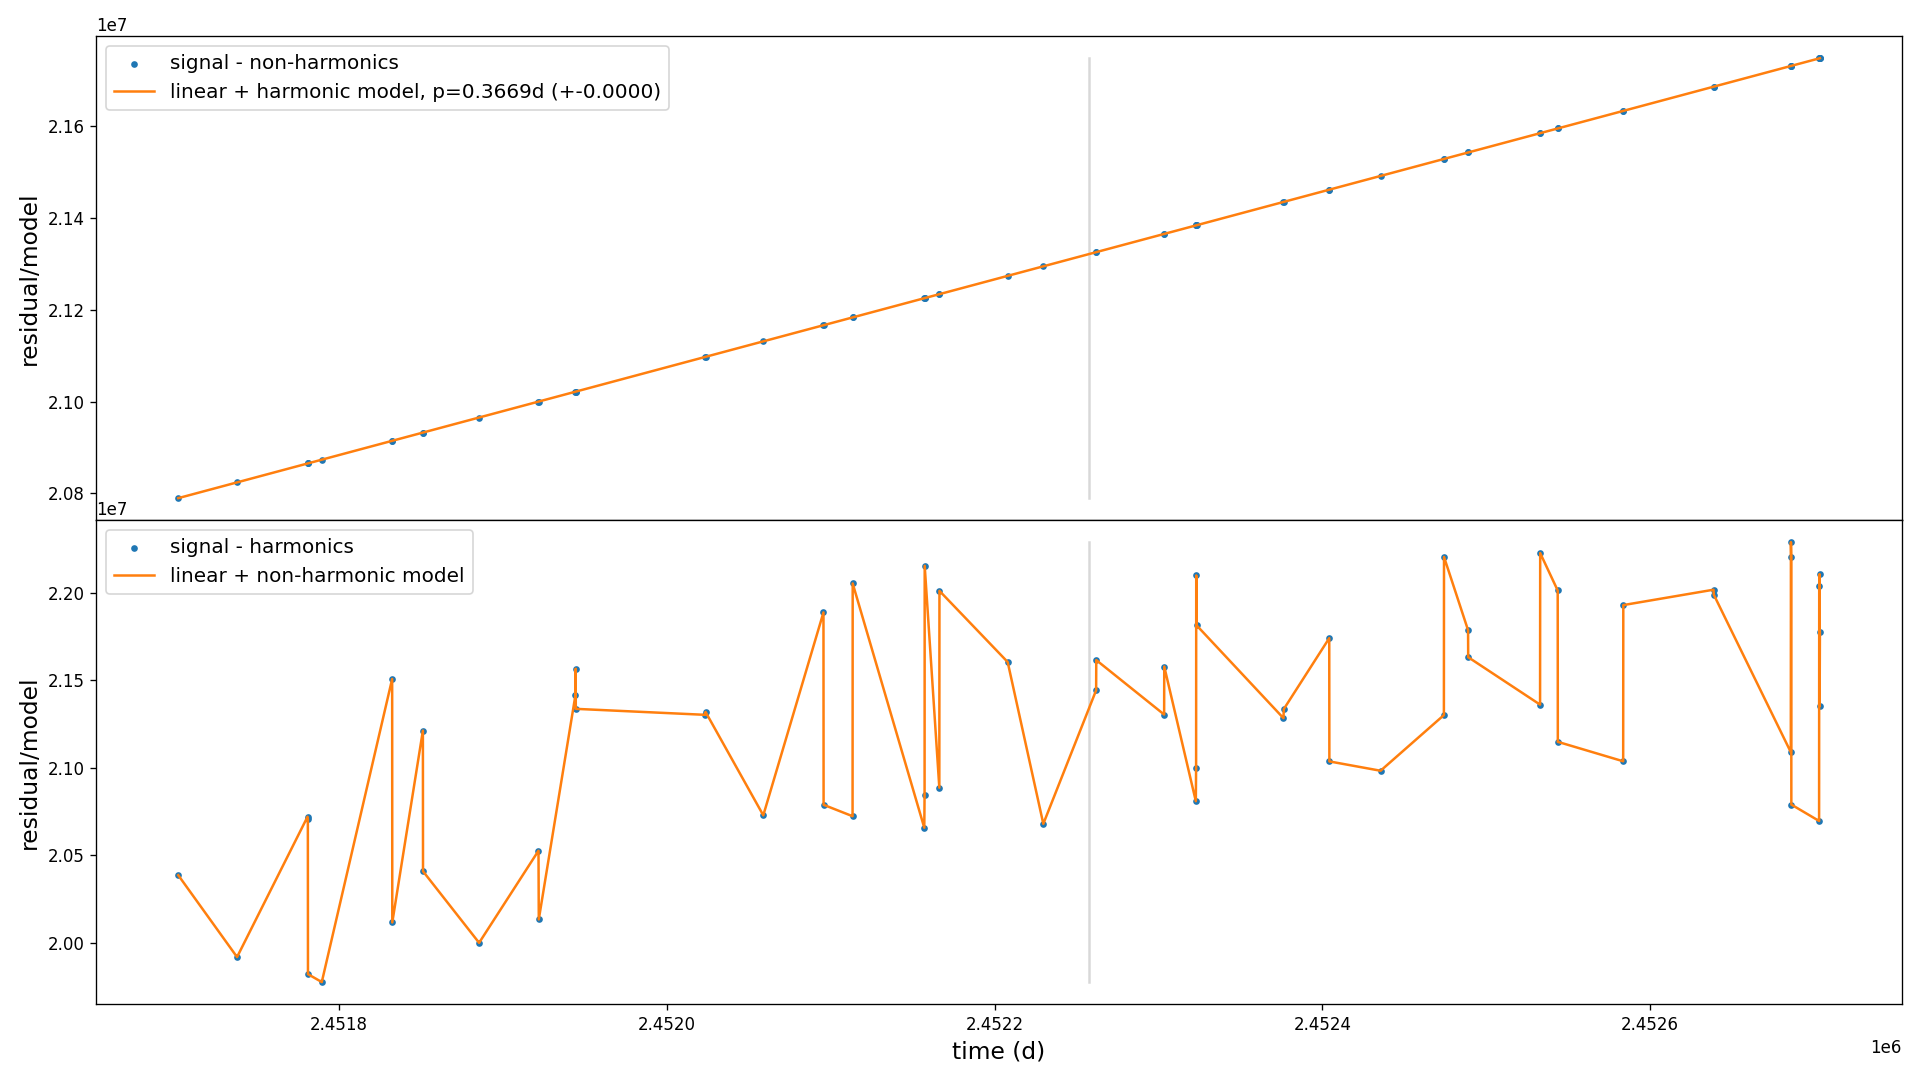 1e7
signal - non-harmonics
linear + harmonic model, p=0.3669d (+-0.0000)
residual/model
2.16
2.14
2.12
2.10
2.08
1e7
signal - harmonics
linear + non-harmonic model
residual/model
2.20
2.15
2.10
2.05
2.00
2.4518
2.4520
2.4522
2.4524
2.4526
time (d)
1e6